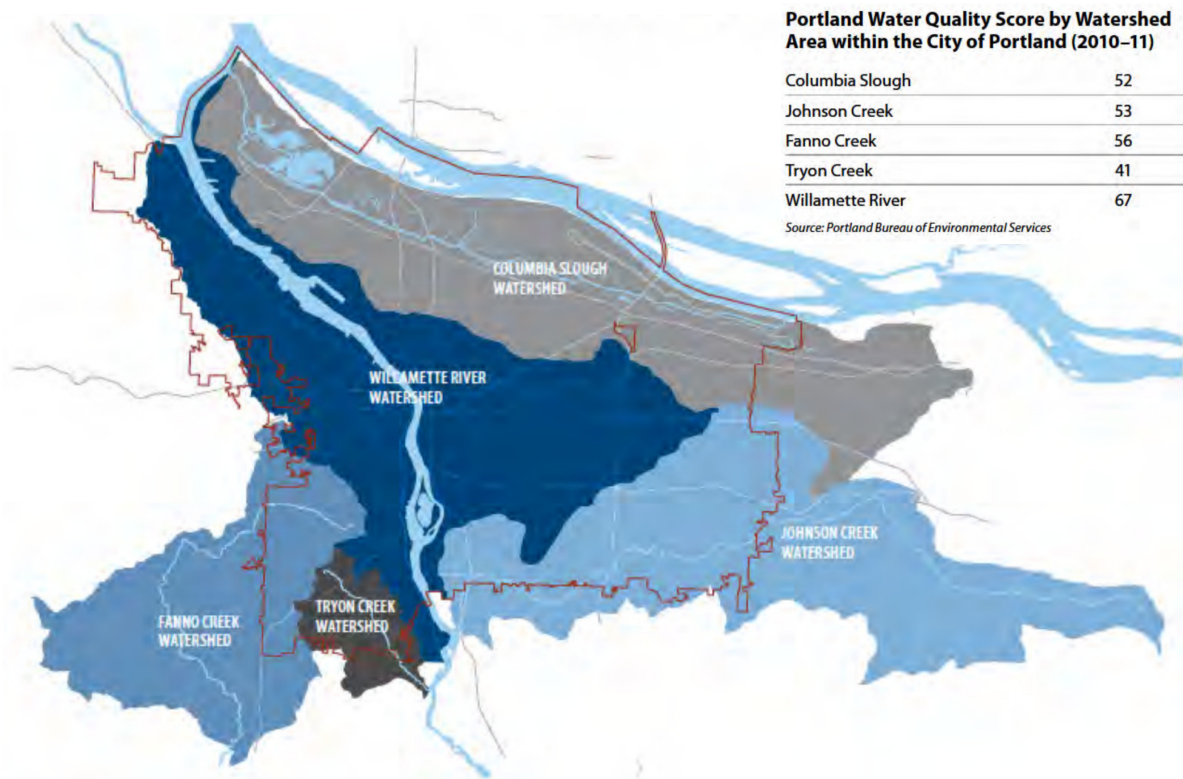 Portland Water Quality Score by Watershed
Area within the City of Portland (2010–11)
Columbia Slough 52
Johnson Creek 53
Fanno Creek 56
Tryon Creek 41
Willamette River 67
Source: Portland Bureau of Environmental Services
COLUMBIA SLOUGH
WATERSHED
WILLAMETTE RIVER
WATERSHED
JOHNSON CREEK
WATERSHED
TRYON CREEK
WATERSHED
FANNO CREEK
WATERSHED